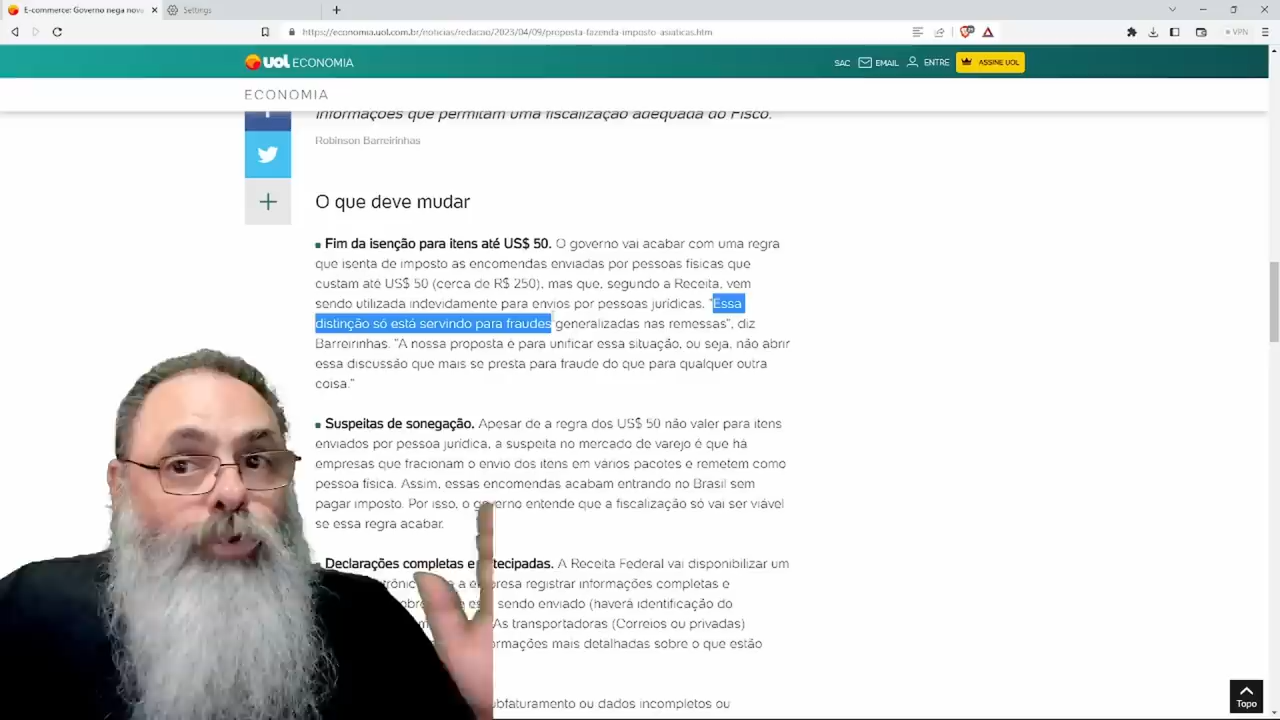 E-commerce: Governo nega nova
Settings
https://economia.uol.com.br/noticias/redacao/2023/04/09/proposta-fazenda-imposto-asiaticas.htm
VPN
UOL ECONOMIA
SAC
EMAIL
ENTRE
ASSINE UOL
ECONOMIA
informações que permitam uma fiscalização adequada do Fisco.
Robinson Barreirinhas
O que deve mudar
Fim da isenção para itens até US$ 50. O governo vai acabar com uma regra
que isenta de imposto as encomendas enviadas por pessoas físicas que
custam até US$ 50 (cerca de R$ 250), mas que, segundo a Receita, vem
sendo utilizada indevidamente para envios por pessoas jurídicas. "Essa
distinção só está servindo para fraudes generalizadas nas remessas", diz
Barreirinhas. "A nossa proposta é para unificar essa situação, ou seja, não abrir
essa discussão que mais se presta para fraude do que para qualquer outra
coisa."
Suspeitas de sonegação. Apesar de a regra dos US$ 50 não valer para itens
enviados por pessoa jurídica, a suspeita no mercado de varejo é que há
empresas que fracionam o envio dos itens em vários pacotes e remetem como
pessoa física. Assim, essas encomendas acabam entrando no Brasil sem
pagar imposto. Por isso, o governo entende que a fiscalização só vai ser viável
se essa regra acabar.
Declarações completas e tecipadas. A Receita Federal vai disponibilizar um
trônic a empresa registrar informações completas e
obre sendo enviado (haverá identificação do
As transportadoras (Correios ou privadas)
ormações mais detalhadas sobre o que estão
ubfaturamento ou dados incompletos ou
Topo